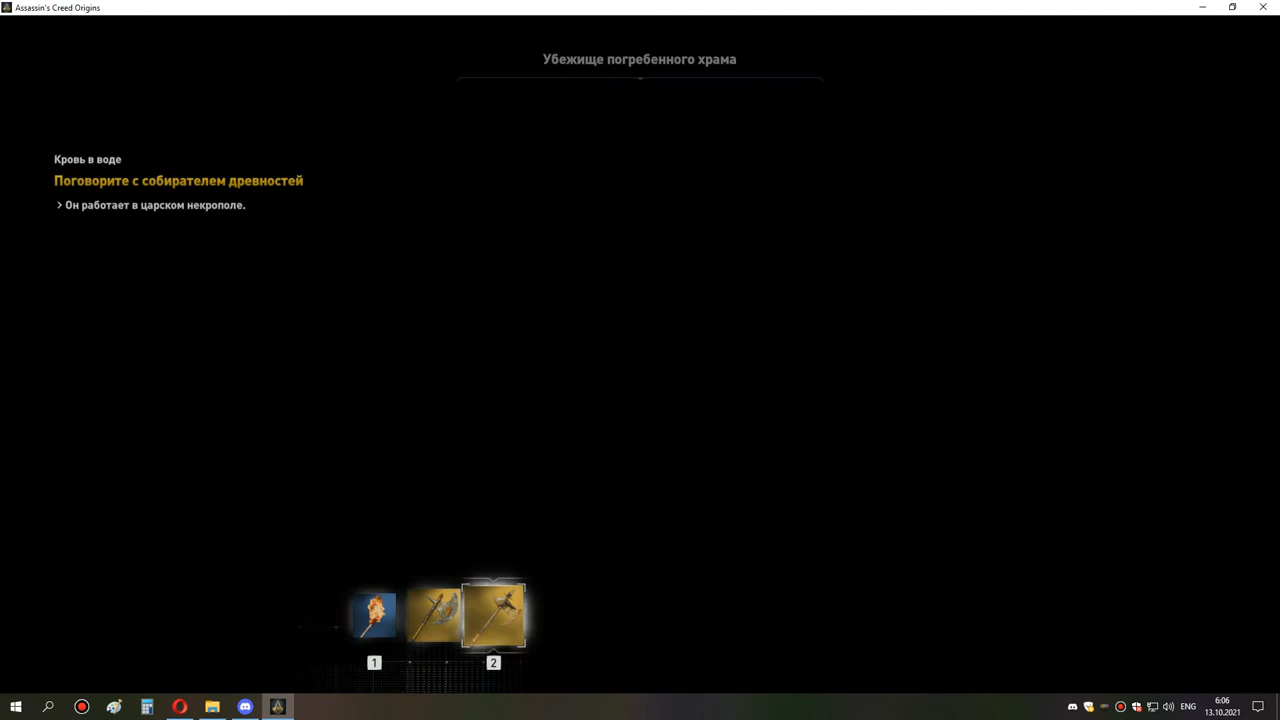 Assassin's Creed Origins
Убежище погребенного храма
Кровь в воде
Поговорите с собирателем древностей
Он работает в царском некрополе.
1
2
ENG
6:06
13.10.2021